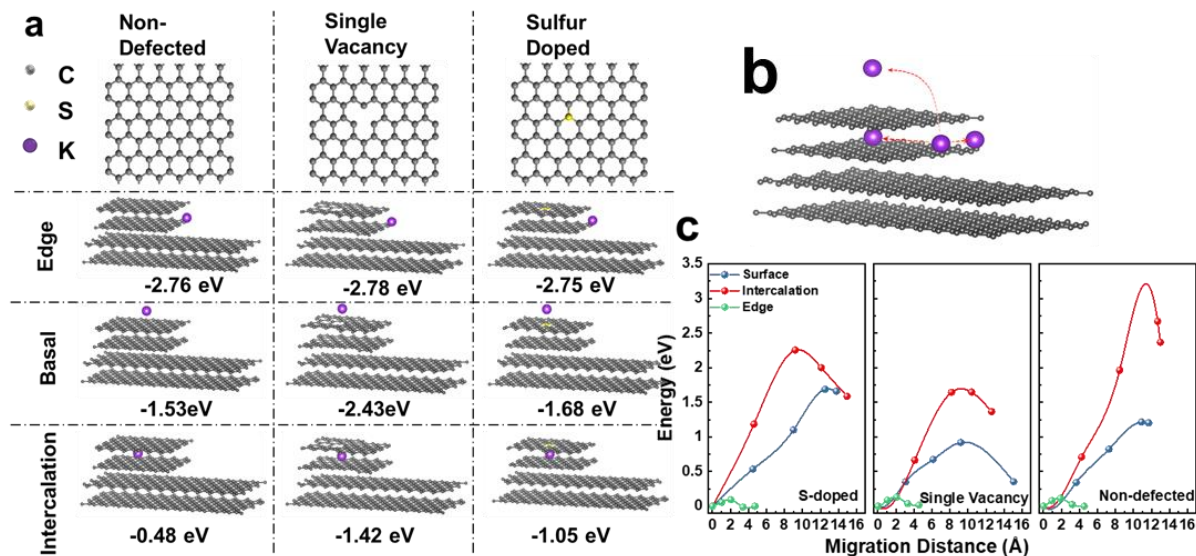 a
Non-
Defected
Single
Vacancy
Sulfur
Doped
C
S
K
Edge
-2.76 eV
-2.78 eV
-2.75 eV
Basal
-1.53eV
-2.43eV
-1.68 eV
Intercalation
-0.48 eV
-1.42 eV
-1.05 eV
b
c
Energy (eV)
3.5
3
2.5
2
1.5
1
0.5
0
Surface
Intercalation
Edge
S-doped
Single Vacancy
Non-defected
0 2 4 6 8 10 12 14 16
0 2 4 6 8 10 12 14 16
0 2 4 6 8 10 12 14 16
Migration Distance (Å)